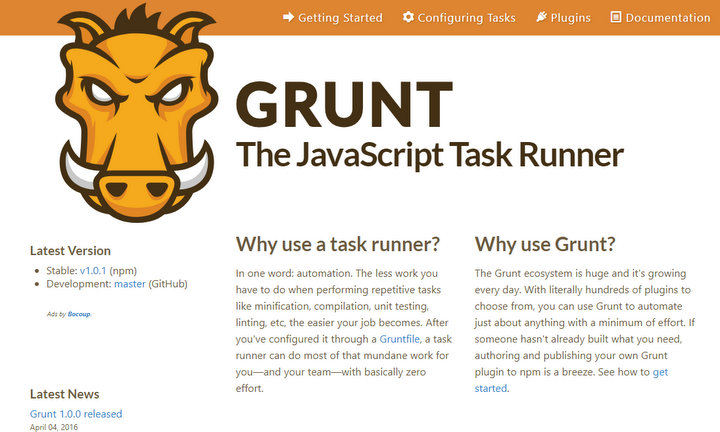 Getting Started Configuring Tasks Plugins Documentation
GRUNT
The JavaScript Task Runner
Latest Version
Stable: v1.0.1 (npm)
Development: master (GitHub)
Ads by Bocoup.
Latest News
Grunt 1.0.0 released
April 04, 2016
Why use a task runner?
In one word: automation. The less work you
have to do when performing repetitive tasks
like minification, compilation, unit testing,
linting, etc, the easier your job becomes. After
you've configured it through a Gruntfile, a task
runner can do most of that mundane work for
you—and your team—with basically zero
effort.
Why use Grunt?
The Grunt ecosystem is huge and it's growing
every day. With literally hundreds of plugins to
choose from, you can use Grunt to automate
just about anything with a minimum of effort. If
someone hasn't already built what you need,
authoring and publishing your own Grunt
plugin to npm is a breeze. See how to get
started.